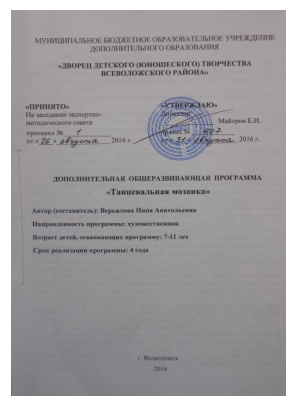 МУНИЦИПАЛЬНОЕ БЮДЖЕТНОЕ ОБРАЗОВАТЕЛЬНОЕ УЧРЕЖДЕНИЕ
ДОПОЛНИТЕЛЬНОГО ОБРАЗОВАНИЯ
«ДВОРЕЦ ДЕТСКОГО (ЮНОШЕСКОГО) ТВОРЧЕСТВА
ВСЕВОЛОЖСКОГО РАЙОНА»
«ПРИНЯТО»
На заседании экспертно-
методического совета
протокол № 1
от «26» августа 2016 г.
«УТВЕРЖДАЮ»
Директор
Майоров Е.И.
Приказ №
от «31» августа 2016 г.
ДОПОЛНИТЕЛЬНАЯ ОБЩЕРАЗВИВАЮЩАЯ ПРОГРАММА
«Танцевальная мозаика»
Автор (составитель): Нина Анатольевна
Направленность программы: художественная
Возраст детей, осваивающих программу: 7-11 лет
Срок реализации программы: 4 года
г. Всеволожск
2016